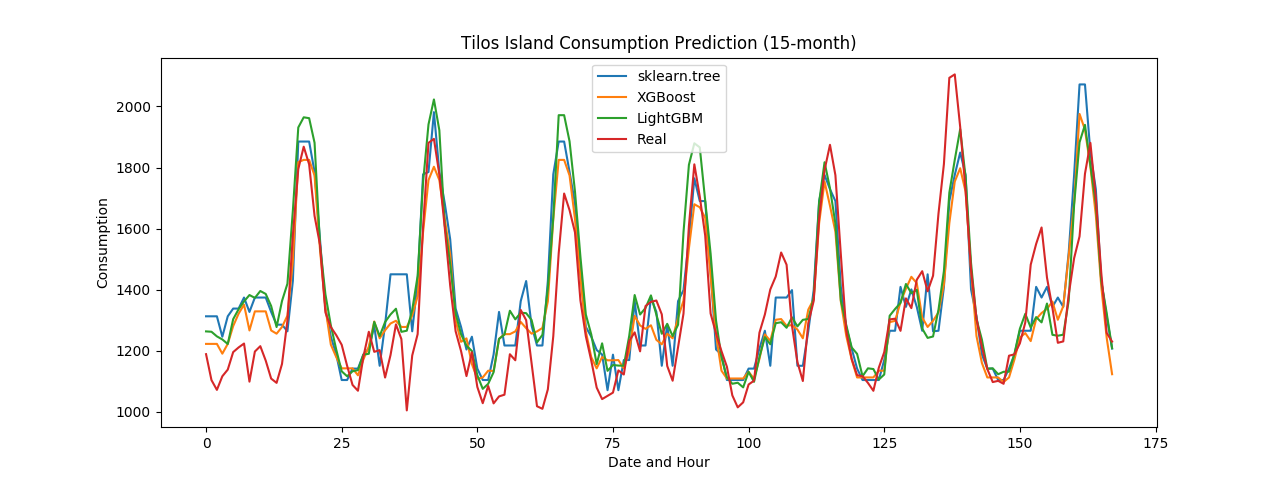 Tilos Island Consumption Prediction (15-month)
sklearn.tree
XGBoost
LightGBM
Real
2000
1800
1600
1400
1200
1000
Consumption
0 25 50 75 100 125 150 175
Date and Hour